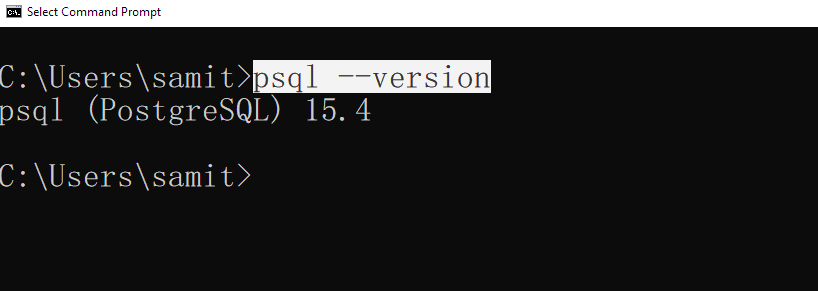 Select Command Prompt
C:\Users\samit>psql --version
psql (PostgreSQL) 15.4
C:\Users\samit>